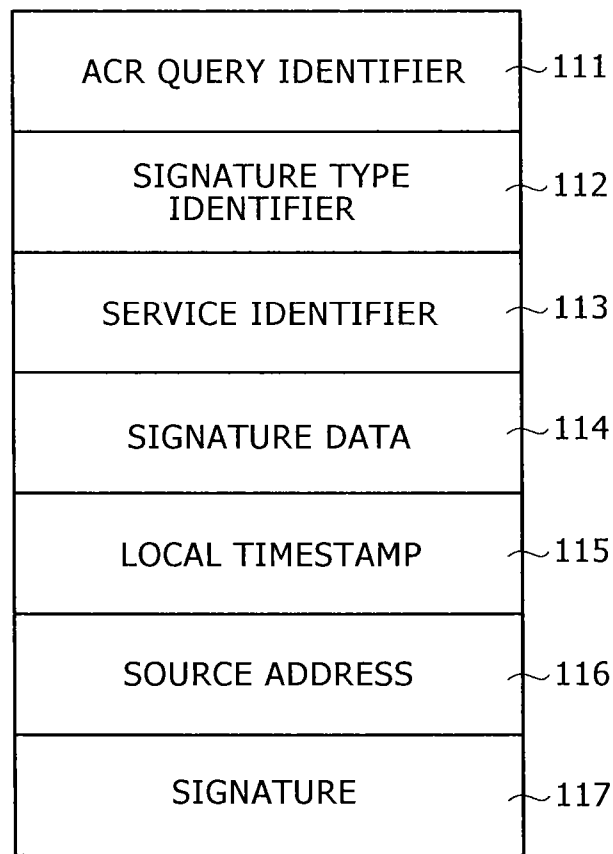 ACR QUERY IDENTIFIER 111
SIGNATURE TYPE
IDENTIFIER 112
SERVICE IDENTIFIER 113
SIGNATURE DATA 114
LOCAL TIMESTAMP 115
SOURCE ADDRESS 116
SIGNATURE 117